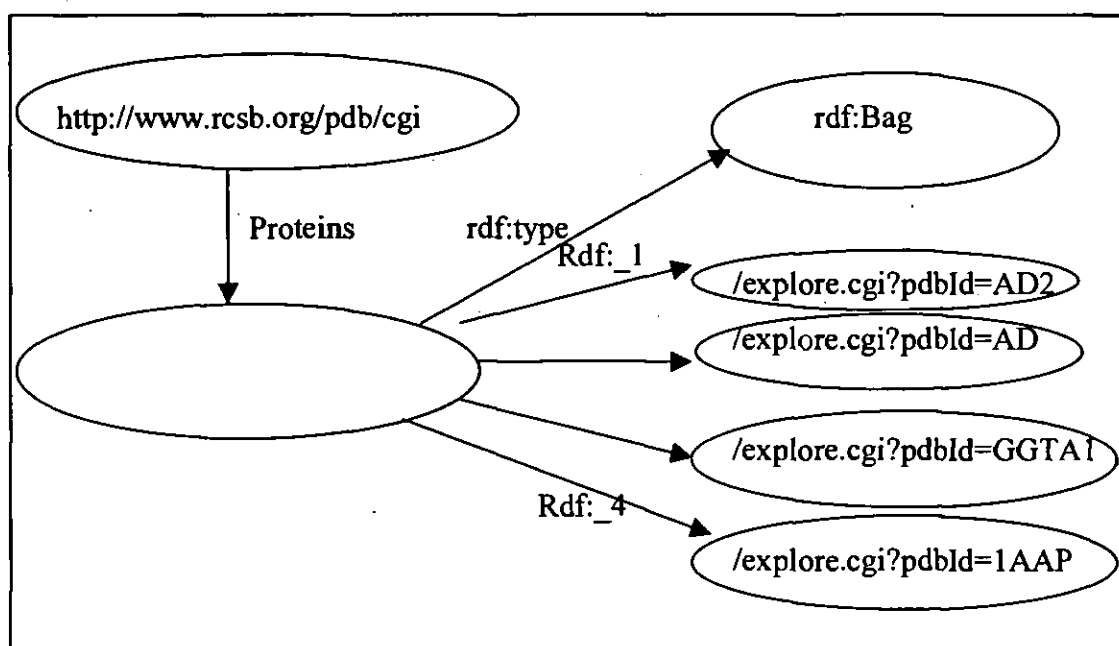 http://www.rcsb.org/pdb/cgi
rdf:Bag
Proteins
rdf:type
Rdf:_1
/explore.cgi?pdbId=AD2
/explore.cgi?pdbId=AD
/explore.cgi?pdbId=GGTA1
Rdf:_4
/explore.cgi?pdbId=1AAP